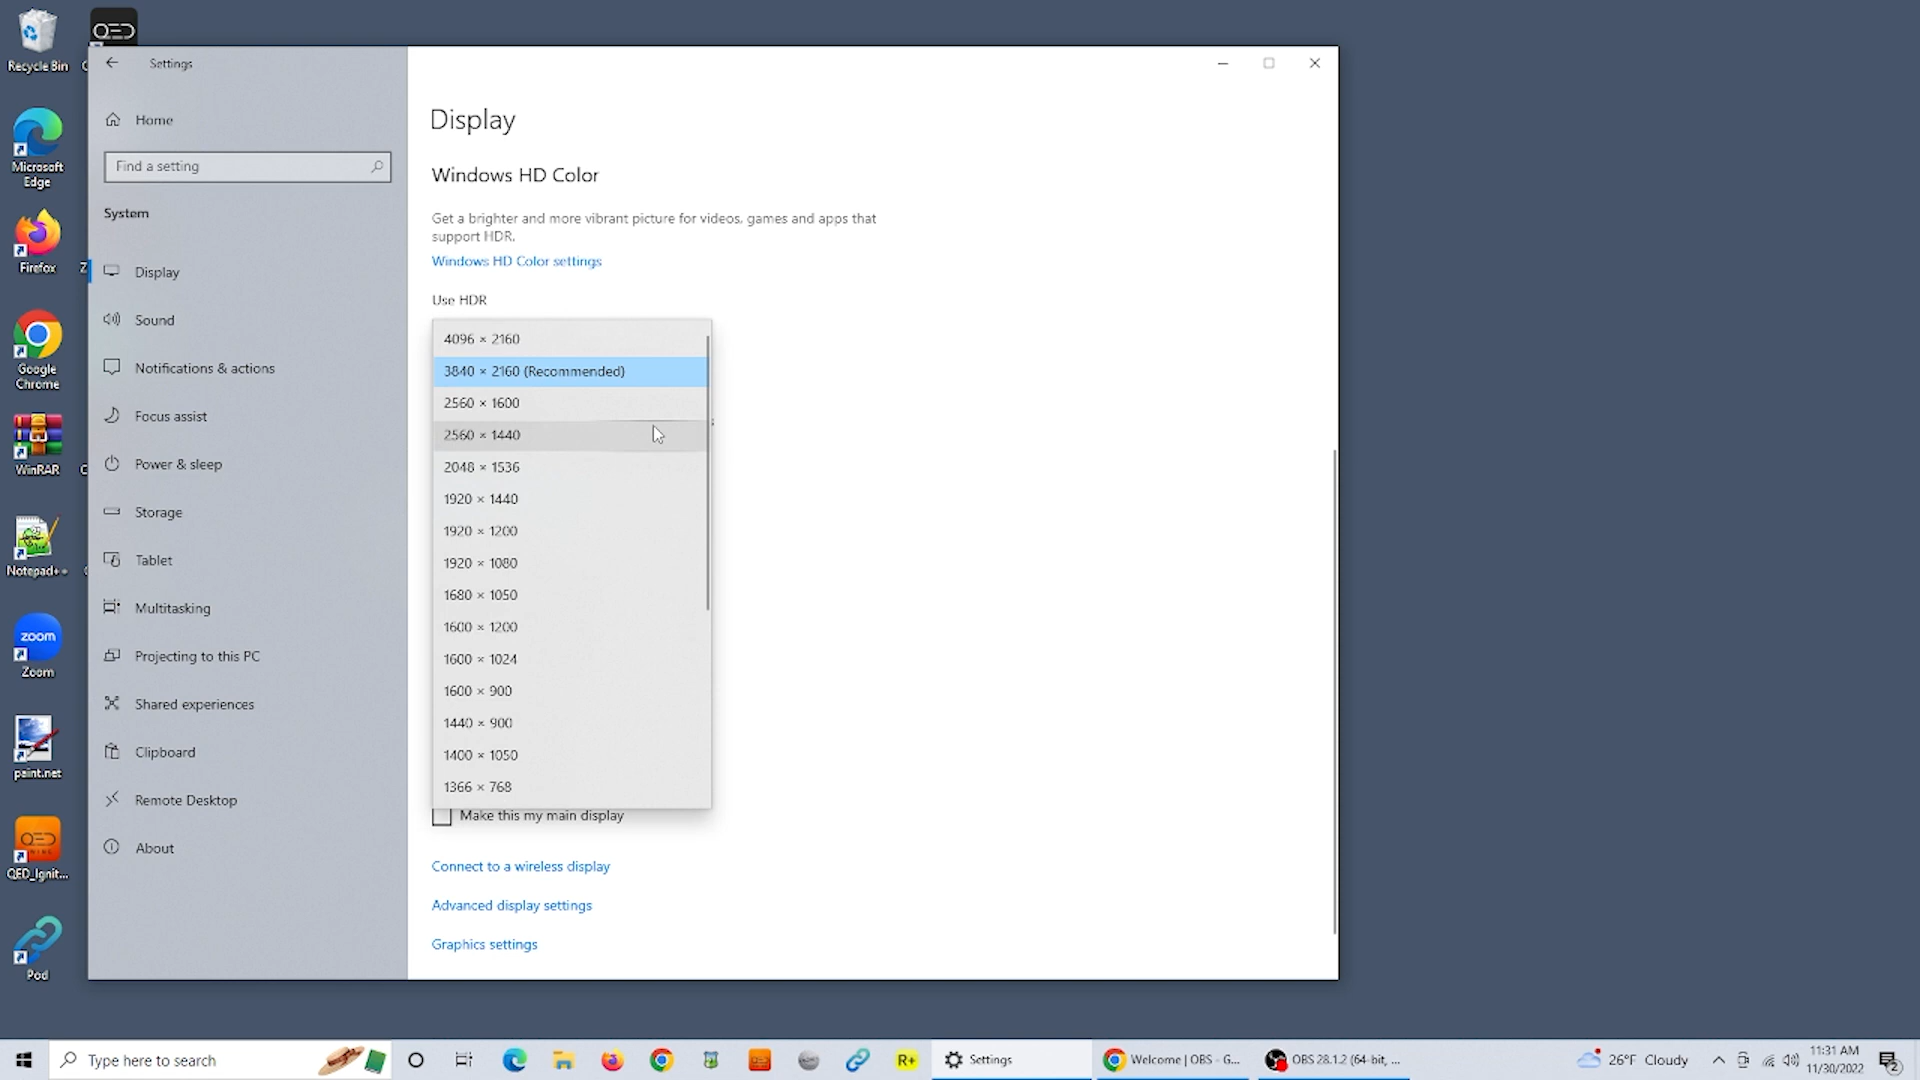 QED
Recycle Bin
Microsoft
Edge
Firefox
Google
Chrome
WinRAR
Notepad++
zoom
Zoom
paint.net
QED
QED_Ignit...
Pod
Settings
Home
Find a setting
System
Display
Sound
Notifications & actions
Focus assist
Power & sleep
Storage
Tablet
Multitasking
Projecting to this PC
Shared experiences
Clipboard
Remote Desktop
About
Display
Windows HD Color
Get a brighter and more vibrant picture for videos, games and apps that
support HDR.
Windows HD Color settings
Use HDR
4096 × 2160
3840 × 2160 (Recommended)
2560 × 1600
2560 × 1440
2048 × 1536
1920 × 1440
1920 × 1200
1920 × 1080
1680 × 1050
1600 × 1200
1600 × 1024
1600 × 900
1440 × 900
1400 × 1050
1366 × 768
Make this my main display
Connect to a wireless display
Advanced display settings
Graphics settings
Type here to search
R+
Settings
Welcome | OBS - G...
OBS 28.1.2 (64-bit, ...
26°F Cloudy
11:31 AM
11/30/2022
2